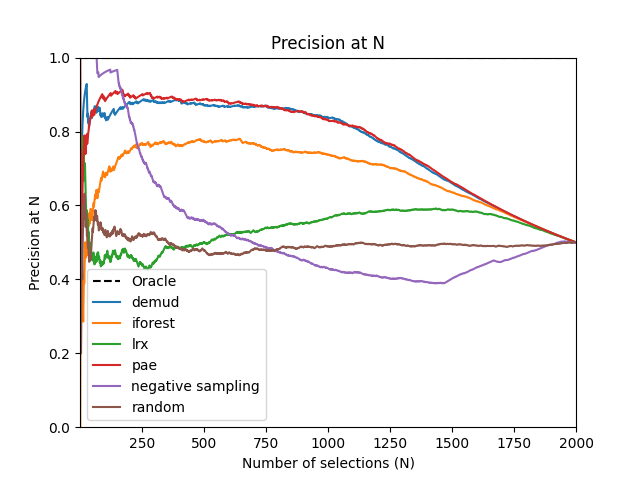 Precision at N
1.0
0.8
0.6
0.4
0.2
0.0
Precision at N
Oracle
demud
iforest
lrx
pae
negative sampling
random
250 500 750 1000 1250 1500 1750 2000
Number of selections (N)